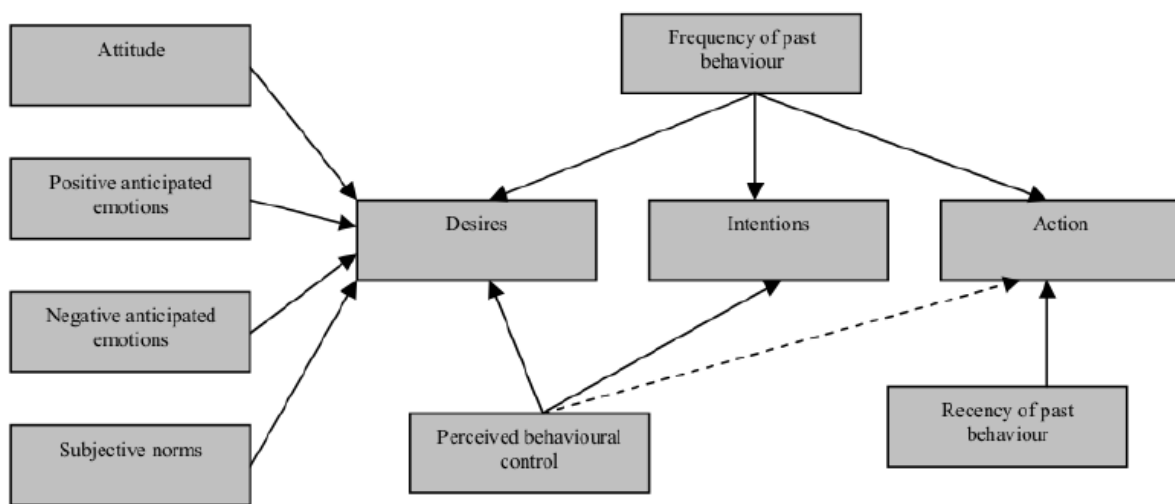 Attitude
Frequency of past
behaviour
Positive anticipated
emotions
Desires
Intentions
Action
Negative anticipated
emotions
Subjective norms
Perceived behavioural
control
Recency of past
behaviour